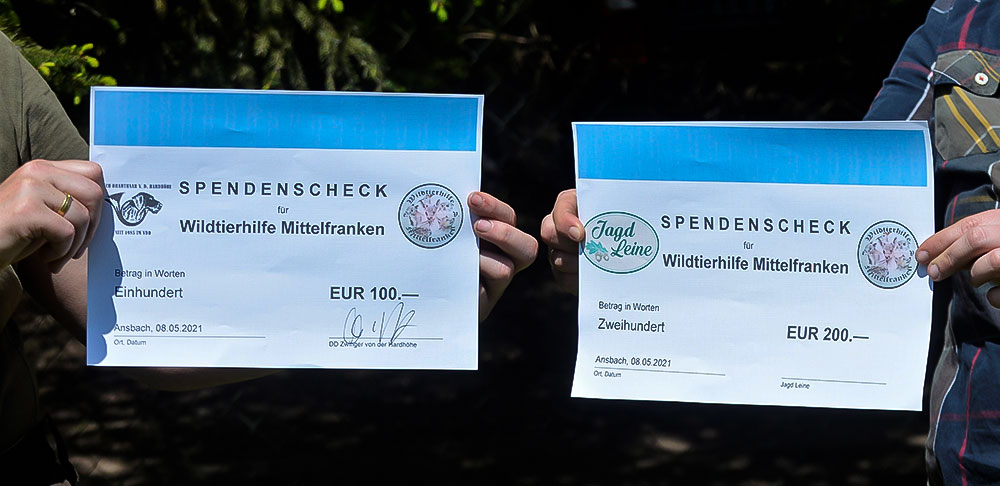 SPENDENSCHECK
für
Wildtierhilfe Mittelfranken
Wildtierhilfe
Mittelfranken
Betrag in Worten
Einhundert
EUR 100.—
Ansbach, 08.05.2021
Ort, Datum
DD Zwinger von der Hardhöhe
Jagd
Leine
SPENDENSCHECK
für
Wildtierhilfe Mittelfranken
Wildtierhilfe
Mittelfranken
Betrag in Worten
Zweihundert
EUR 200.—
Ansbach, 08.05.2021
Ort, Datum
Jagd Leine